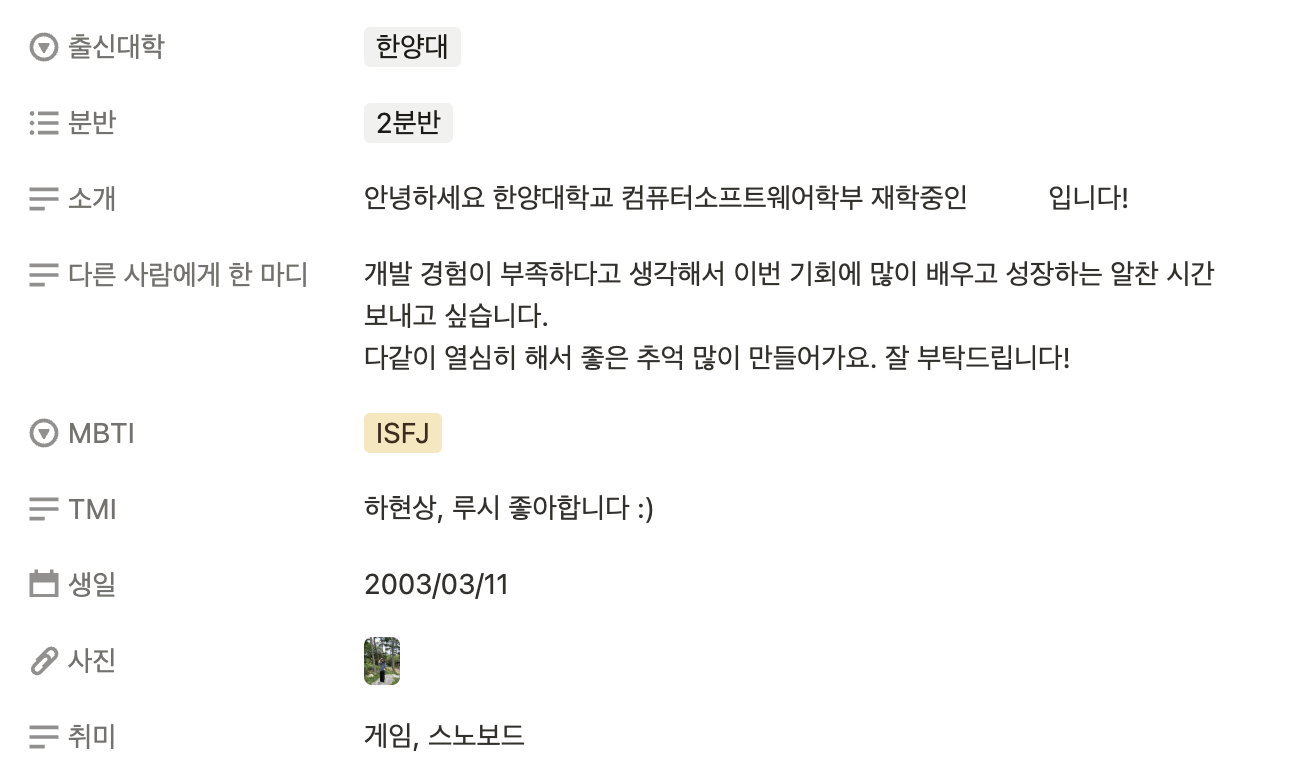 출신대학 한양대
분반 2분반
소개 안녕하세요 한양대학교 컴퓨터소프트웨어학부 재학중인 입니다!
다른 사람에게 한 마디 개발 경험이 부족하다고 생각해서 이번 기회에 많이 배우고 성장하는 알찬 시간
보내고 싶습니다.
다같이 열심히 해서 좋은 추억 많이 만들어가요. 잘 부탁드립니다!
MBTI ISFJ
TMI 하현상, 루시 좋아합니다 :)
생일 2003/03/11
사진
취미 게임, 스노보드